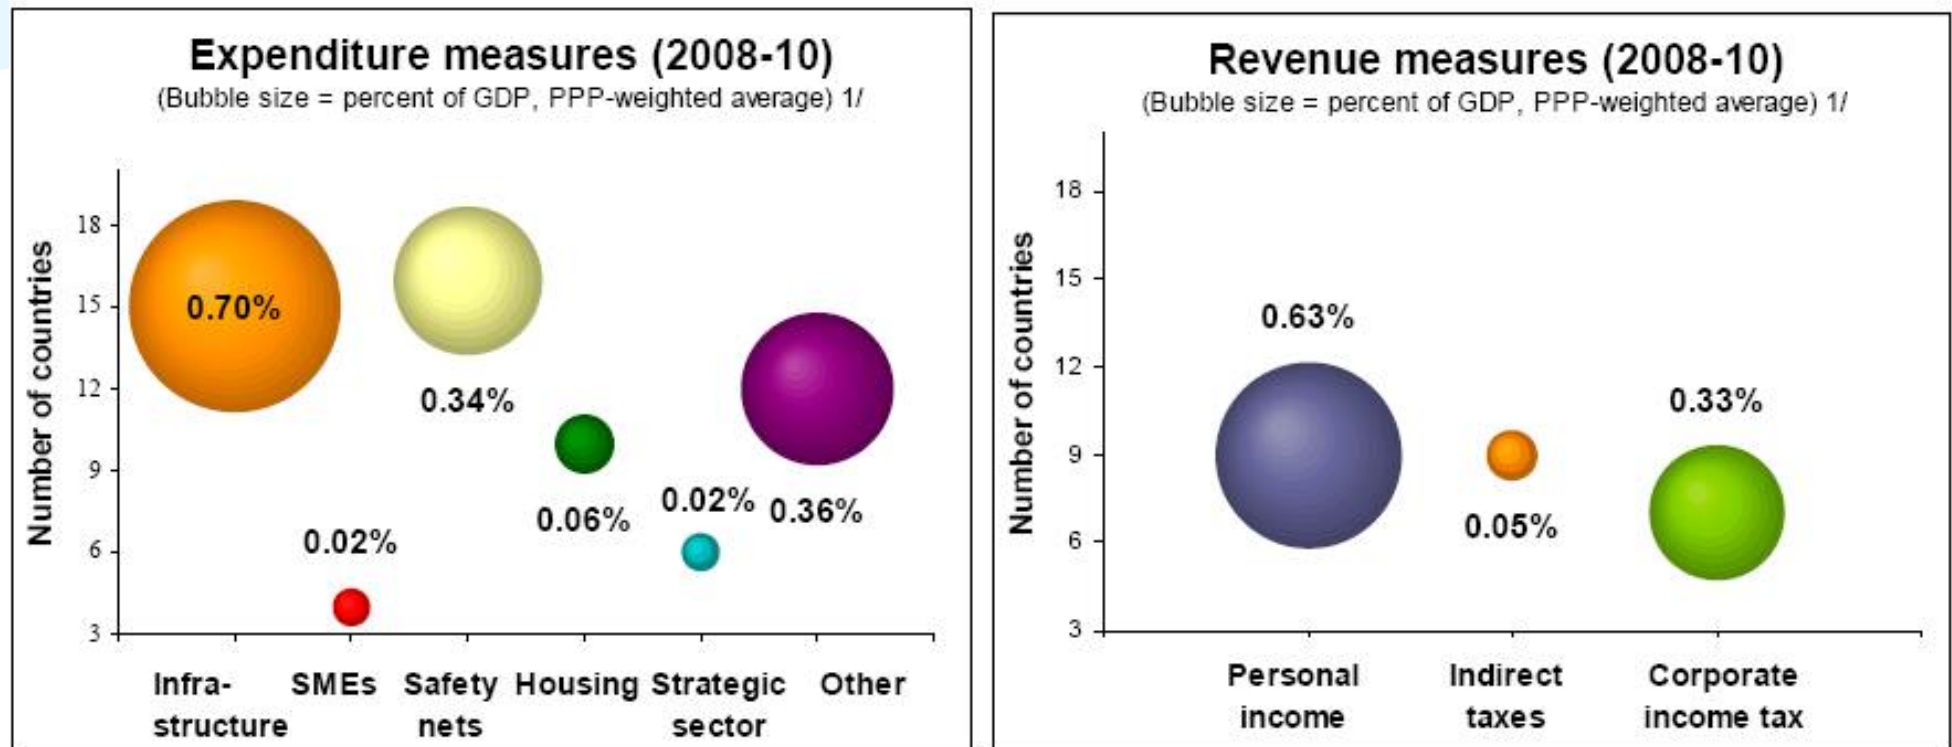 Expenditure measures (2008-10)
(Bubble size = percent of GDP, PPP-weighted average) 1/
Number of countries
18
15
12
9
6
3
0.70%
0.02%
0.34%
0.06%
0.02%
0.36%
Infra-
structure
SMEs
Safety
nets
Housing
Strategic
sector
Other
Revenue measures (2008-10)
(Bubble size = percent of GDP, PPP-weighted average) 1/
Number of countries
18
15
12
9
6
3
0.63%
0.05%
0.33%
Personal
income
Indirect
taxes
Corporate
income tax